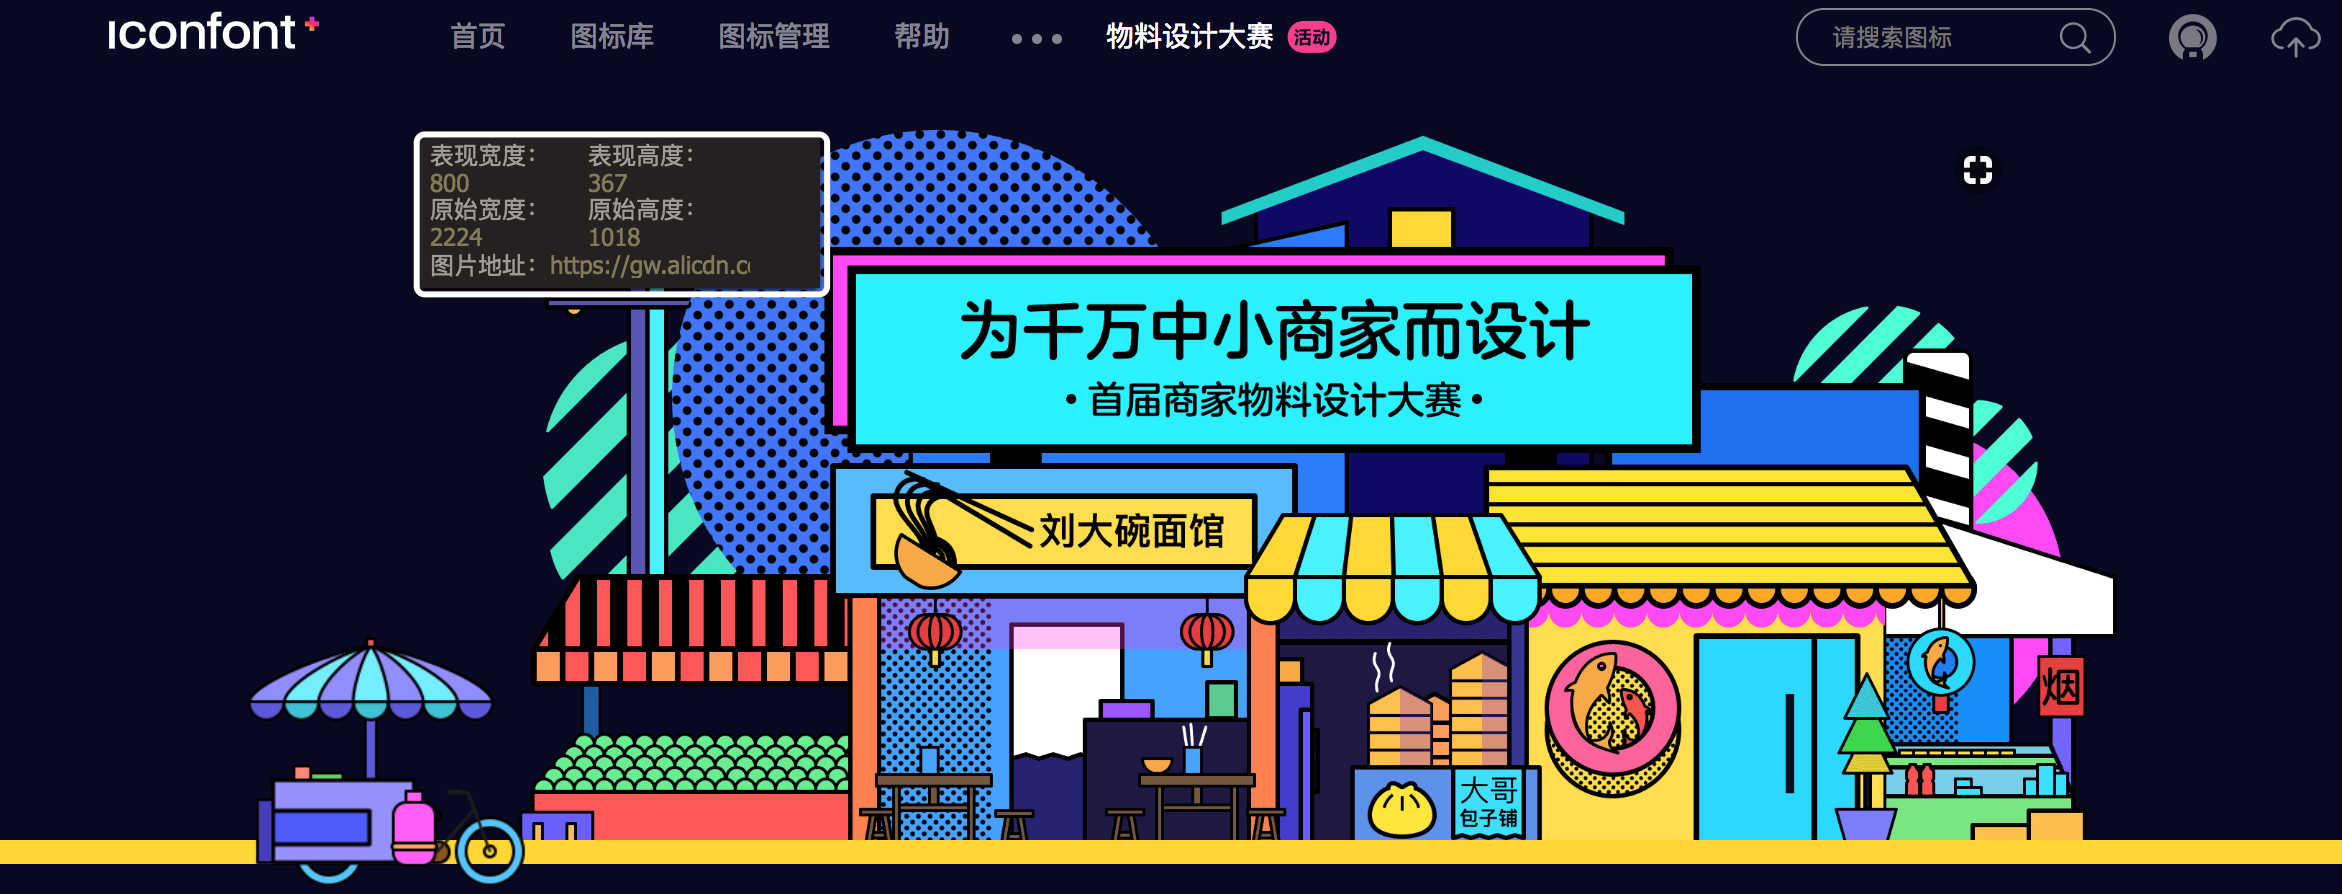 iconfont+
首页 图标库 图标管理 帮助 ••• 物料设计大赛 活动 请搜索图标
表现宽度： 表现高度：
800 367
原始宽度： 原始高度：
2224 1018
图片地址： https://gw.alicdn.c
为千万中小商家而设计
• 首届商家物料设计大赛 •
刘大碗面馆
烟
大哥
包子铺